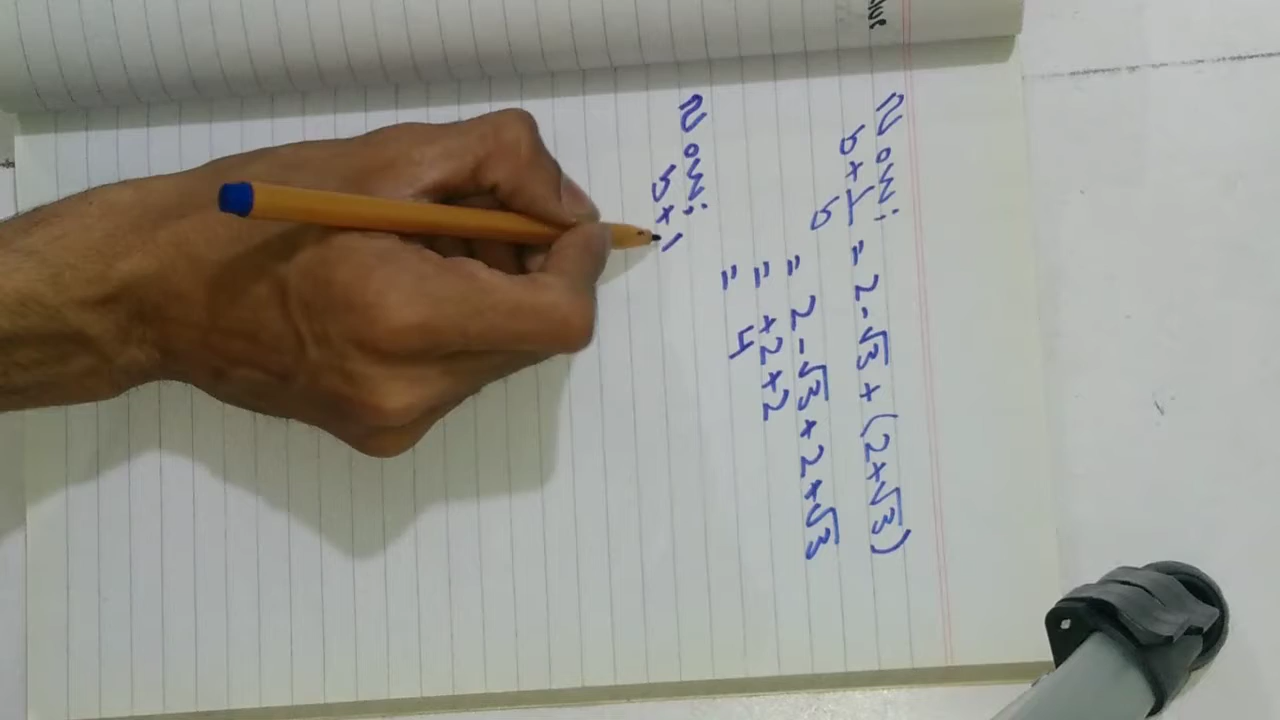 Now;
b + 1/b = 2 - √3 + (2 + √3)
= 2 - √3 + 2 + √3
= +2 + 2
= 4
Now;
b + 1